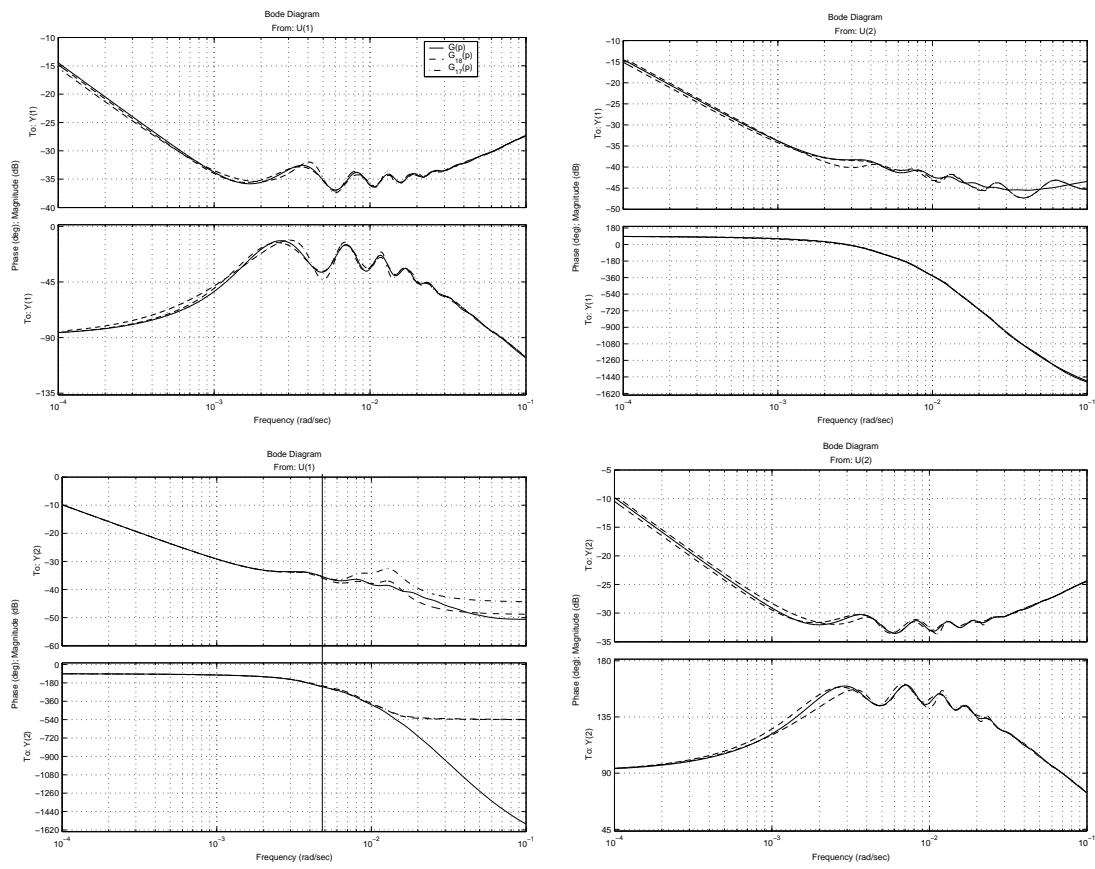 Bode Diagram
From: U(1)
G(p)
G18(p)
G17(p)
−10
−15
−20
−25
−30
−35
−40
To: Y(1)
0
−45
−90
−135
To: Y(1)
Phase (deg); Magnitude (dB)
10−4
10−3
10−2
10−1
Frequency (rad/sec)
Bode Diagram
From: U(2)
−10
−15
−20
−25
−30
−35
−40
−45
−50
To: Y(1)
180
0
−180
−360
−540
−720
−900
−1080
−1260
−1440
−1620
To: Y(1)
Phase (deg); Magnitude (dB)
10−4
10−3
10−2
10−1
Frequency (rad/sec)
Bode Diagram
From: U(1)
0
−10
−20
−30
−40
−50
−60
To: Y(2)
0
−180
−360
−540
−720
−900
−1080
−1260
−1440
−1620
To: Y(2)
Phase (deg); Magnitude (dB)
10−4
10−3
10−2
10−1
Frequency (rad/sec)
Bode Diagram
From: U(2)
−5
−10
−15
−20
−25
−30
−35
To: Y(2)
180
135
90
45
To: Y(2)
Phase (deg); Magnitude (dB)
10−4
10−3
10−2
10−1
Frequency (rad/sec)